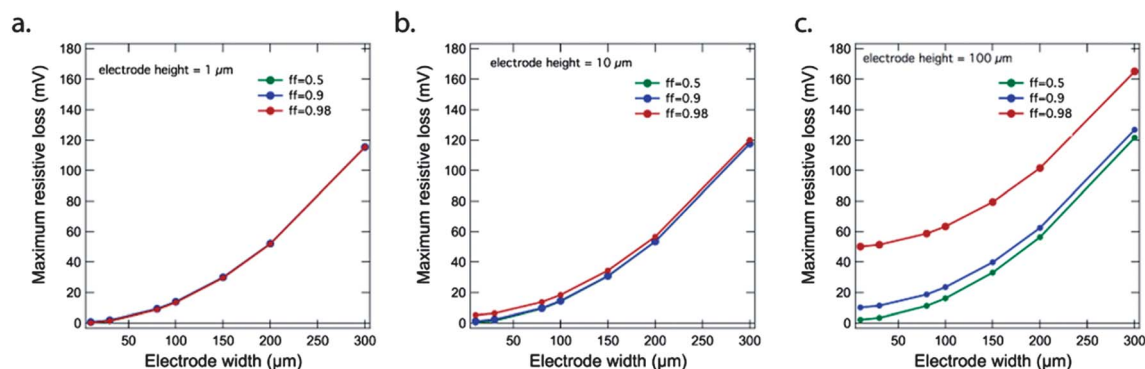 a.
Maximum resistive loss (mV)
180
160
140
120
100
80
60
40
20
0
electrode height = 1 µm
ff=0.5
ff=0.9
ff=0.98
50 100 150 200 250 300
Electrode width (µm)
b.
Maximum resistive loss (mV)
180
160
140
120
100
80
60
40
20
0
electrode height = 10 µm
ff=0.5
ff=0.9
ff=0.98
50 100 150 200 250 300
Electrode width (µm)
c.
Maximum resistive loss (mV)
180
160
140
120
100
80
60
40
20
0
electrode height = 100 µm
ff=0.5
ff=0.9
ff=0.98
50 100 150 200 250 300
Electrode width (µm)